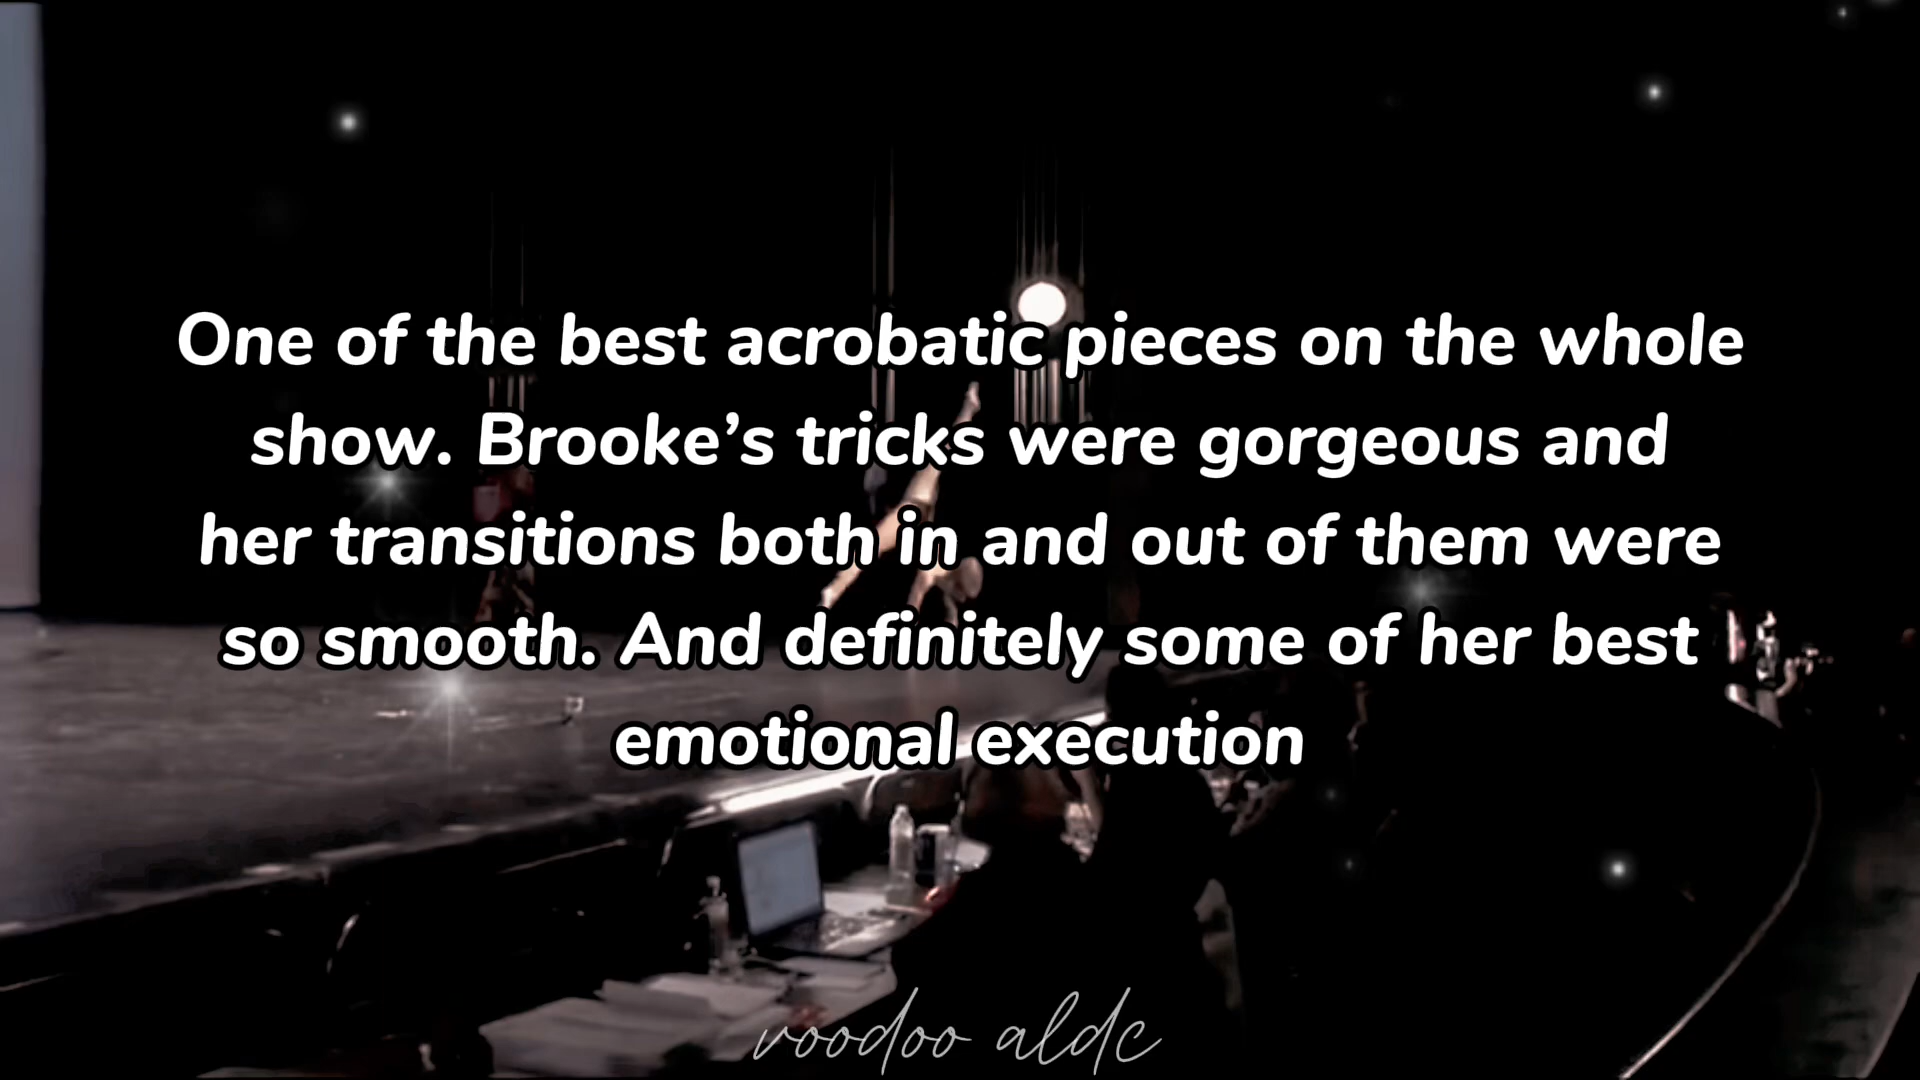 One of the best acrobatic pieces on the whole
show. Brooke’s tricks were gorgeous and
her transitions both in and out of them were
so smooth. And definitely some of her best
emotional execution
voodoo aldc